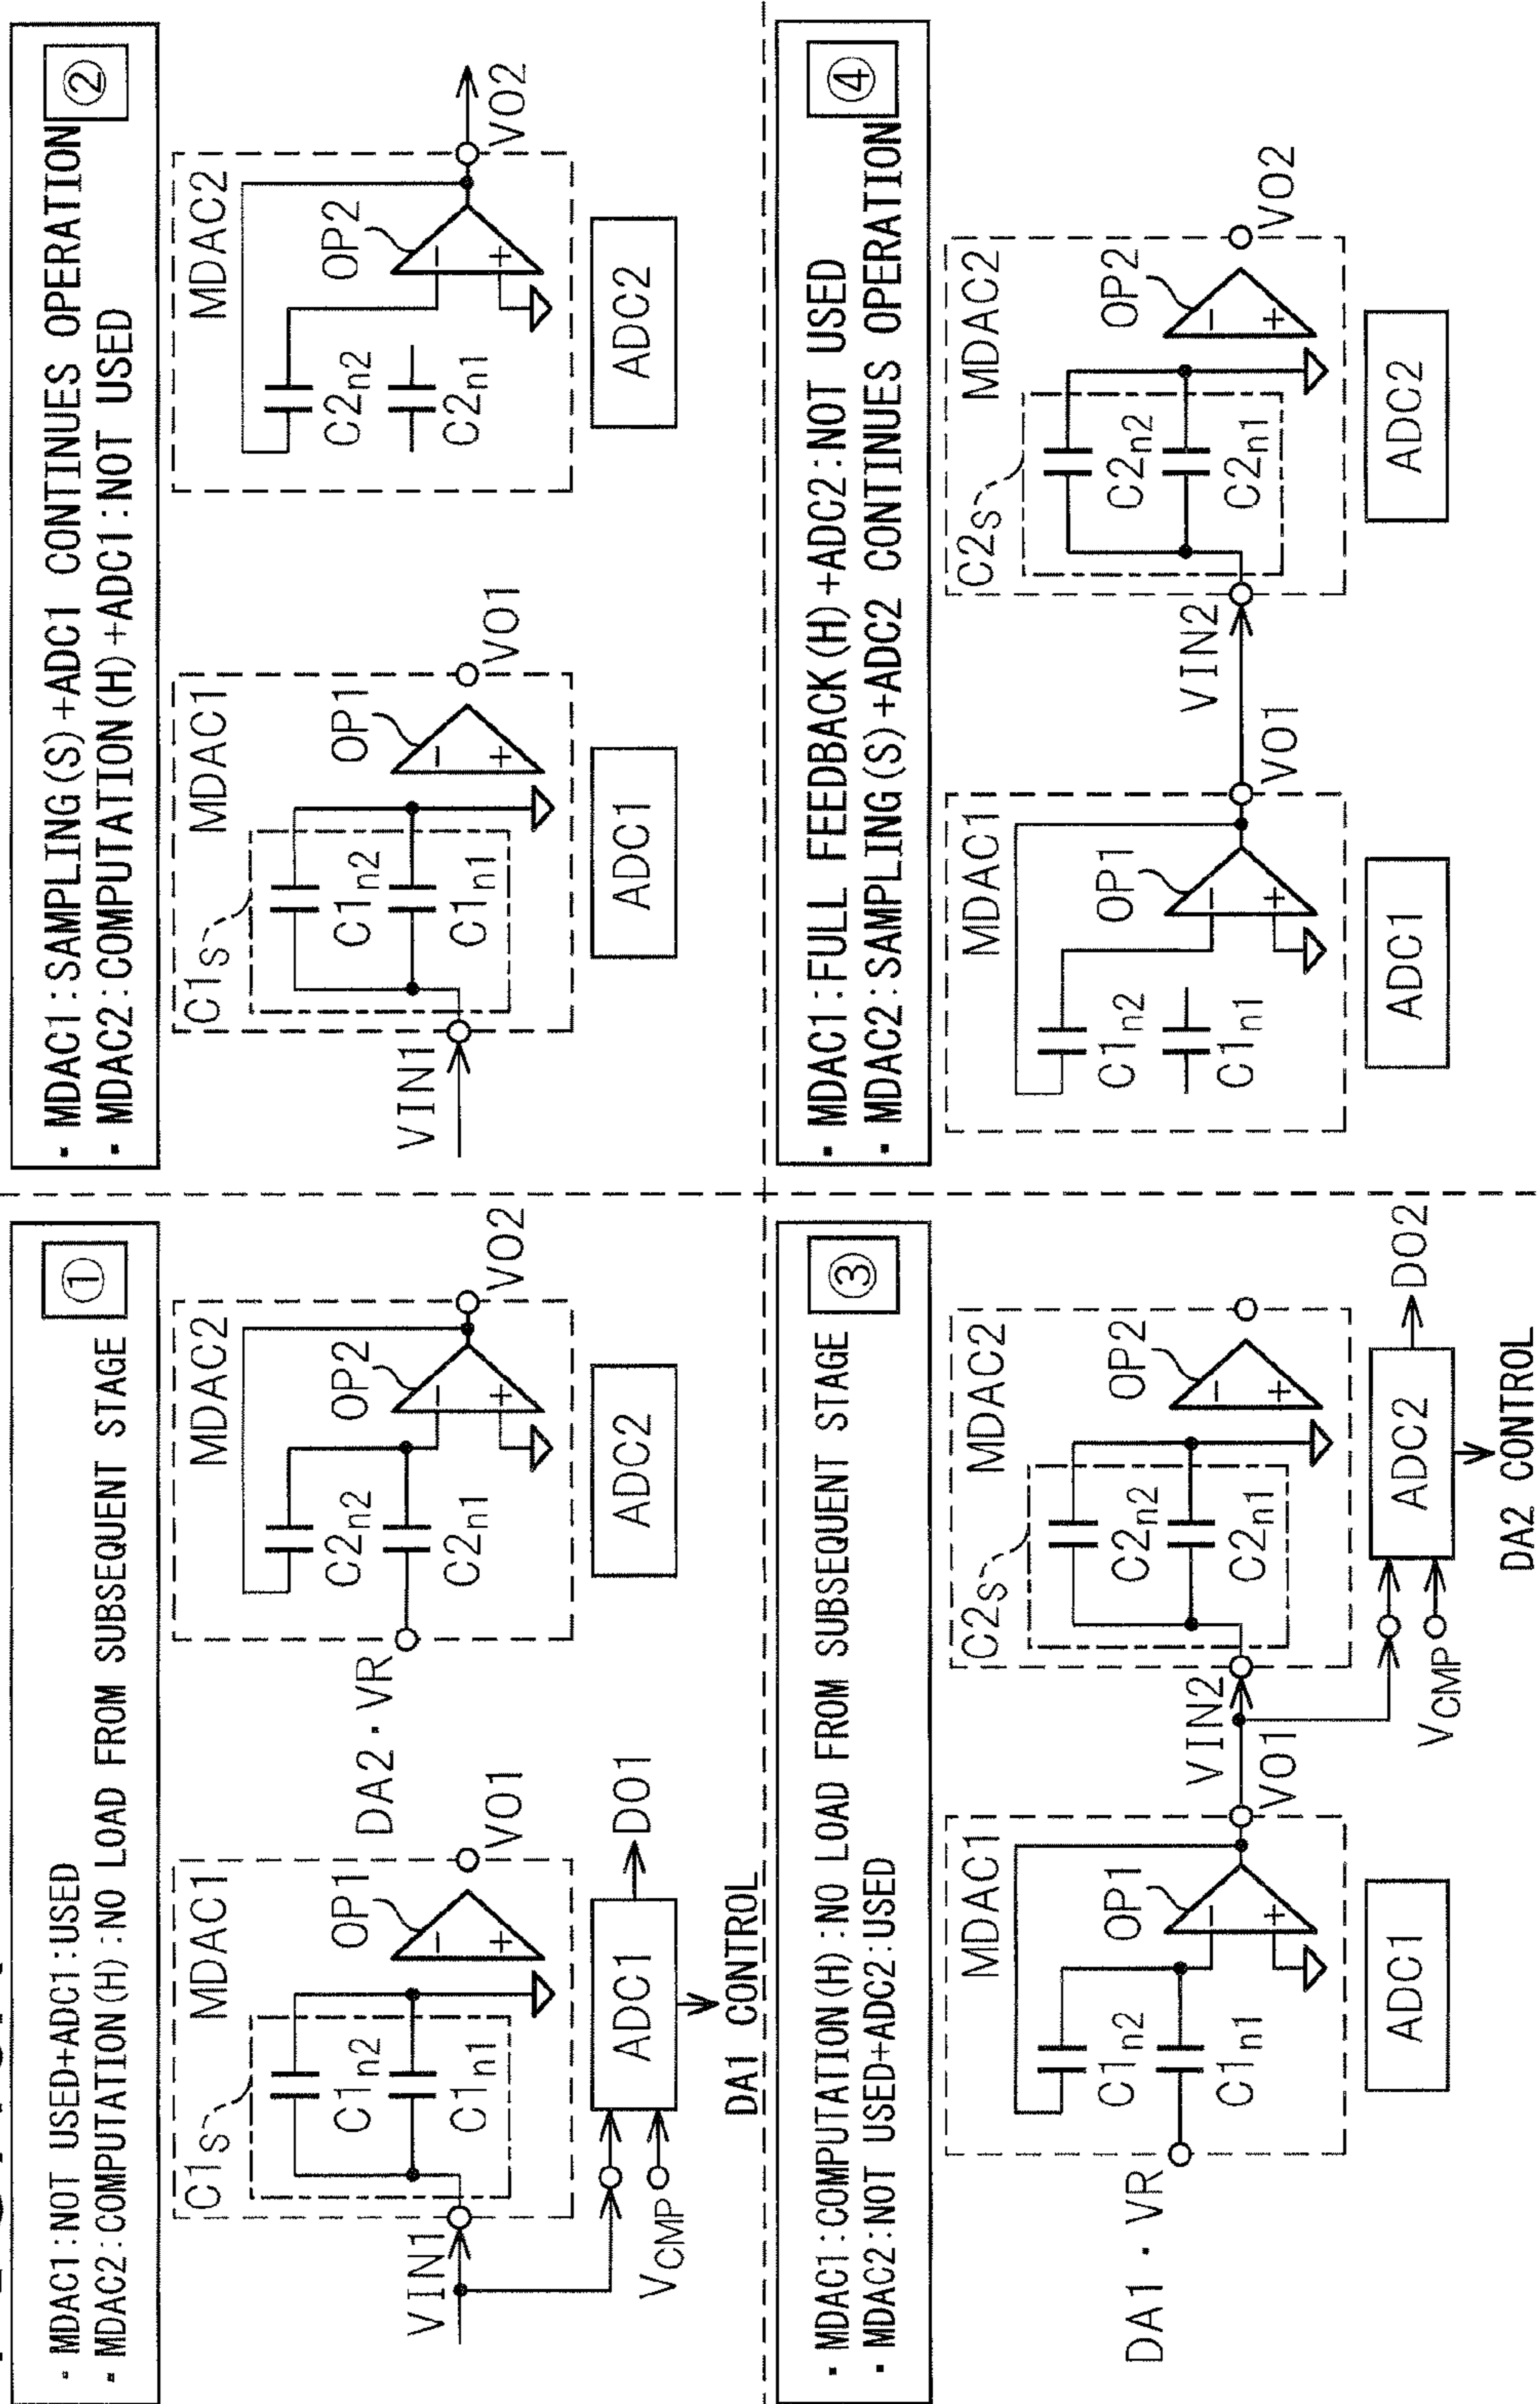 ①
· MDAC1:NOT USED+ADC1:USED
· MDAC2:COMPUTATION(H):NO LOAD FROM SUBSEQUENT STAGE
C1S
MDAC1
C1n2
C1n1
OP1
−
+
VIN1
VO1
VCMP
ADC1
DO1
DA1 CONTROL
MDAC2
DA2·VR
C2n2
C2n1
OP2
−
+
VO2
ADC2
②
· MDAC1:SAMPLING(S)+ADC1 CONTINUES OPERATION
· MDAC2:COMPUTATION(H)+ADC1:NOT USED
C1S
MDAC1
C1n2
C1n1
OP1
−
+
VIN1
VO1
ADC1
MDAC2
C2n2
C2n1
OP2
−
+
VO2
ADC2
③
· MDAC1:COMPUTATION(H):NO LOAD FROM SUBSEQUENT STAGE
· MDAC2:NOT USED+ADC2:USED
MDAC1
DA1·VR
C1n2
C1n1
OP1
−
+
VO1
ADC1
VIN2
C2S
MDAC2
C2n2
C2n1
OP2
−
+
VCMP
ADC2
DO2
DA2 CONTROL
④
· MDAC1:FULL FEEDBACK(H)+ADC2:NOT USED
· MDAC2:SAMPLING(S)+ADC2 CONTINUES OPERATION
MDAC1
C1n2
C1n1
OP1
−
+
VO1
ADC1
VIN2
C2S
MDAC2
C2n2
C2n1
OP2
−
+
VO2
ADC2